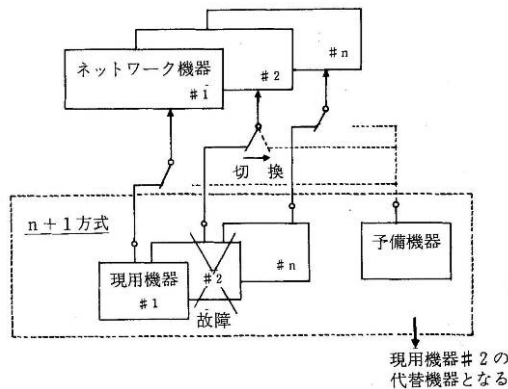 #n
#2
ネットワーク機器
#1
切 換
n+1方式
予備機器
#n
#2
現用機器
#1
故障
現用機器#2の
代替機器となる